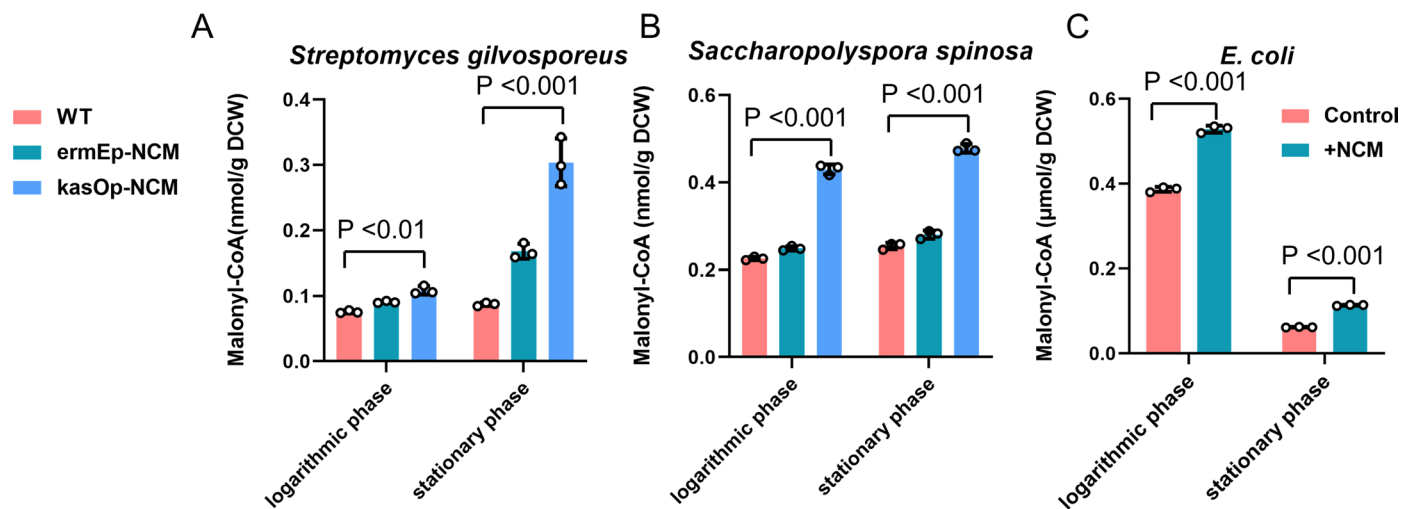 A
Streptomyces gilvosporeus
WT
ermEp-NCM
kasOp-NCM
Malonyl-CoA(nmol/g DCW)
0.4
0.3
0.2
0.1
0.0
P <0.01
P <0.001
logarithmic phase
stationary phase
B
Saccharopolyspora spinosa
Malonyl-CoA (nmol/g DCW)
0.6
0.4
0.2
0.0
P <0.001
P <0.001
logarithmic phase
stationary phase
C
E. coli
Malonyl-CoA (μmol/g DCW)
0.6
0.4
0.2
0.0
P <0.001
P <0.001
Control
+NCM
logarithmic phase
stationary phase